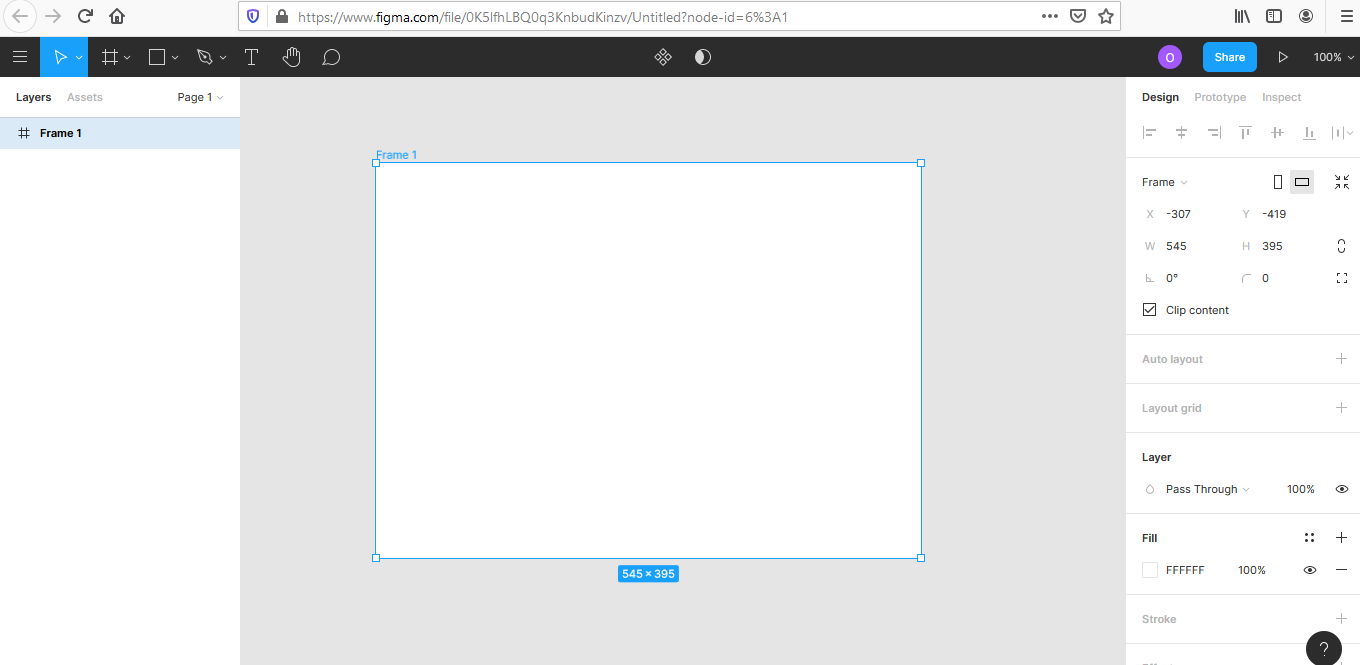 https://www.figma.com/file/0K5lfhLBQ0q3KnbudKinzv/Untitled?node-id=6%3A1
T
O
Share
100%
Layers Assets Page 1
Design Prototype Inspect
Frame 1
Frame 1
Frame
X -307 Y -419
W 545 H 395
0° 0
Clip content
Auto layout
Layout grid
Layer
Pass Through 100%
Fill
FFFFFF 100%
545 × 395
Stroke
?